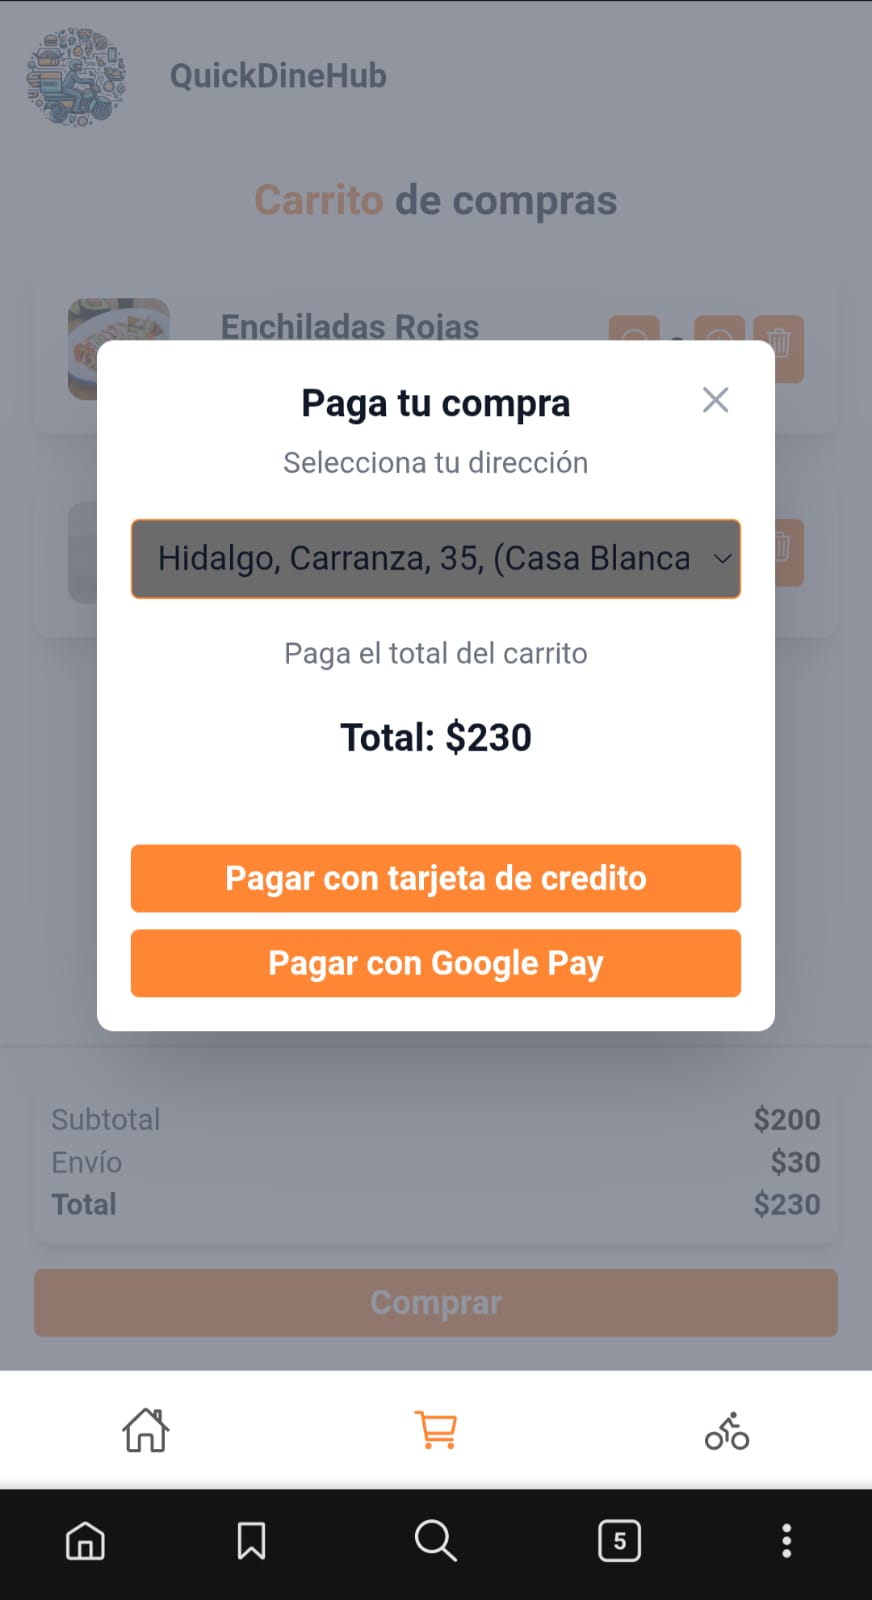 QuickDineHub
Carrito de compras
Enchiladas Rojas
Paga tu compra
Selecciona tu dirección
Hidalgo, Carranza, 35, (Casa Blanca
Paga el total del carrito
Total: $230
Pagar con tarjeta de credito
Pagar con Google Pay
Subtotal $200
Envío $30
Total $230
Comprar
5